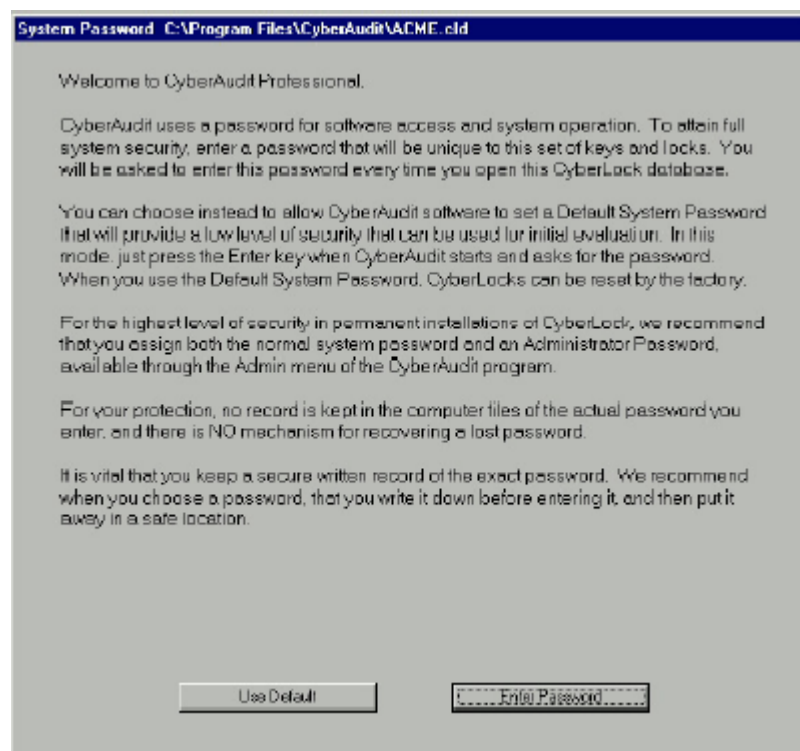 System Password C:\Program Files\CyberAudit\ACME.cld
Welcome to CyberAudit Professional.
CyberAudit uses a password for software access and system operation. To attain full
system security, enter a password that will be unique to this set of keys and locks. You
will be asked to enter this password every time you open this CyberLock database.
You can choose instead to allow CyberAudit software to set a Default System Password
that will provide a low level of security that can be used for initial evaluation. In this
mode, just press the Enter key when CyberAudit starts and asks for the password.
When you use the Default System Password, CyberLocks can be reset by the factory.
For the highest level of security in permanent installations of CyberLock, we recommend
that you assign both the normal system password and an Administrator Password,
available through the Admin menu of the CyberAudit program.
For your protection, no record is kept in the computer files of the actual password you
enter, and there is NO mechanism for recovering a lost password.
It is vital that you keep a secure written record of the exact password. We recommend
when you choose a password, that you write it down before entering it, and then put it
away in a safe location.
Use Default
Enter Password